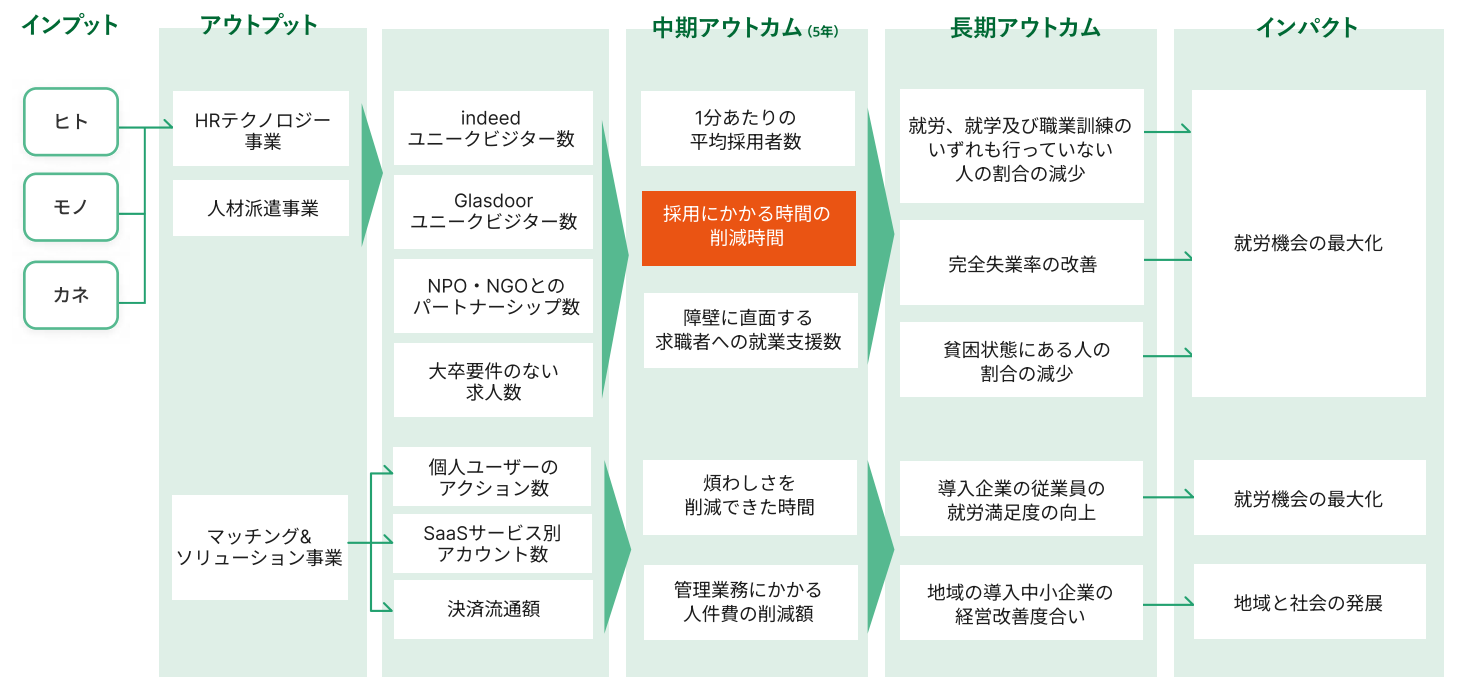 インプット
アウトプット
中期アウトカム（5年）
長期アウトカム
インパクト
ヒト
モノ
カネ
HRテクノロジー
事業
人材派遣事業
マッチング&
ソリューション事業
indeed
ユニークビジター数
Glasdoor
ユニークビジター数
NPO・NGOとの
パートナーシップ数
大卒要件のない
求人数
個人ユーザーの
アクション数
SaaSサービス別
アカウント数
決済流通額
1分あたりの
平均採用者数
採用にかかる時間の
削減時間
障壁に直面する
求職者への就業支援数
煩わしさを
削減できた時間
管理業務にかかる
人件費の削減額
就労、就学及び職業訓練の
いずれも行っていない
人の割合の減少
完全失業率の改善
貧困状態にある人の
割合の減少
導入企業の従業員の
就労満足度の向上
地域の導入中小企業の
経営改善度合い
就労機会の最大化
就労機会の最大化
地域と社会の発展